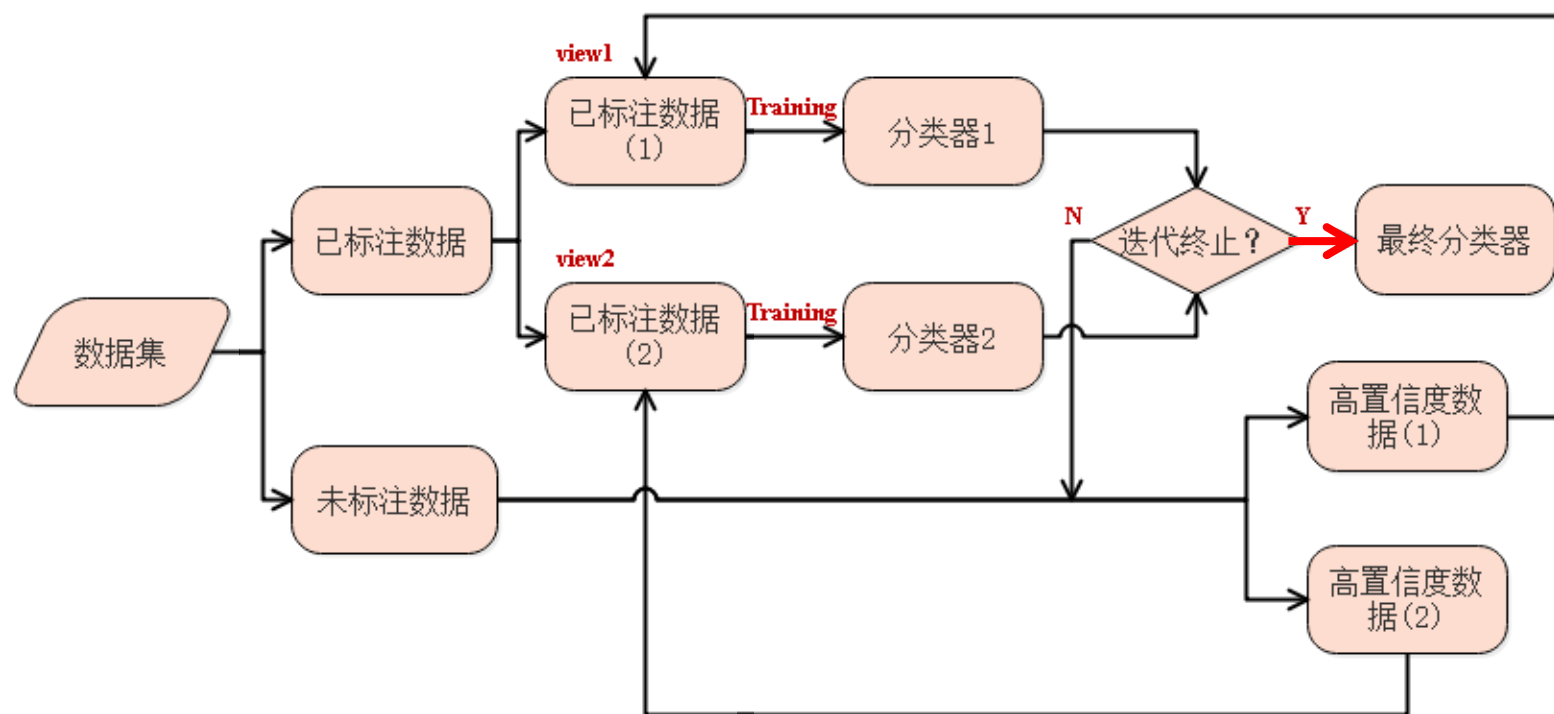 view1
已标注数据
(1)
Training
分类器1
已标注数据
N
迭代终止？
Y
最终分类器
view2
已标注数据
(2)
Training
分类器2
数据集
高置信度数
据(1)
未标注数据
高置信度数
据(2)